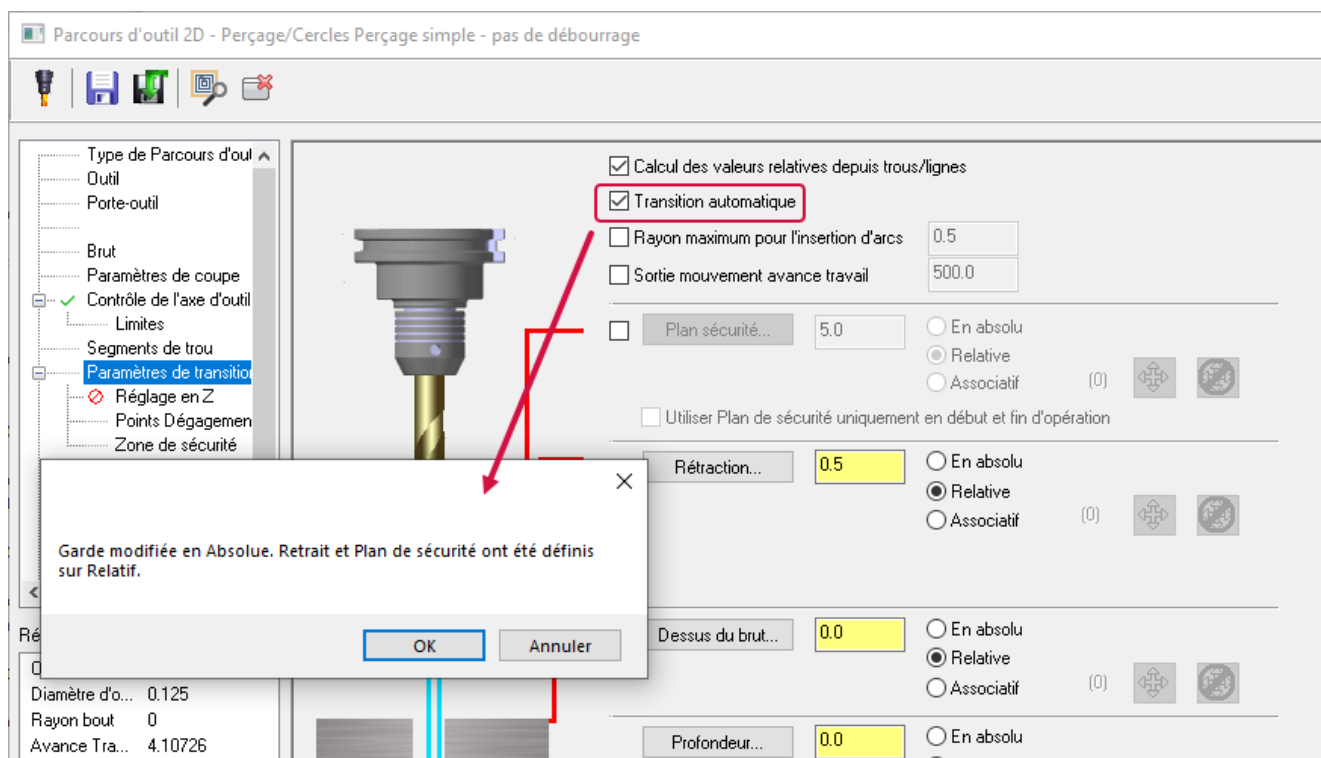 Parcours d'outil 2D - Perçage/Cercles Perçage simple - pas de débourrage
Type de Parcours d'oul
Outil
Porte-outil
Brut
Paramètres de coupe
Contrôle de l'axe d'outil
Limites
Segments de trou
Paramètres de transition
Réglage en Z
Points Dégagemen
Zone de sécurité
Calcul des valeurs relatives depuis trous/lignes
Transition automatique
Rayon maximum pour l'insertion d'arcs 0.5
Sortie mouvement avance travail 500.0
Plan sécurité... 5.0 En absolu
Relative
Associatif (0)
Utiliser Plan de sécurité uniquement en début et fin d'opération
Rétraction... 0.5 En absolu
Relative
Associatif (0)
Garde modifiée en Absolue. Retrait et Plan de sécurité ont été définis
sur Relatif.
OK Annuler
Dessus du brut... 0.0 En absolu
Relative
Associatif (0)
Ré
Diamètre d'o... 0.125
Rayon bout 0
Avance Tra... 4.10726
Profondeur... 0.0 En absolu